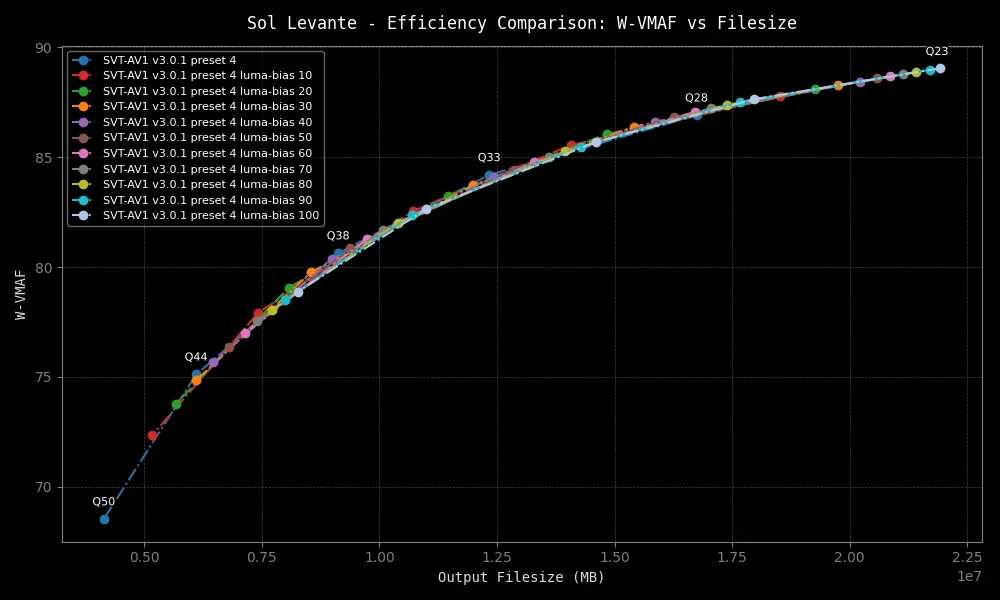 Sol Levante - Efficiency Comparison: W-VMAF vs Filesize
90
85
80
75
70
W-VMAF
SVT-AV1 v3.0.1 preset 4
SVT-AV1 v3.0.1 preset 4 luma-bias 10
SVT-AV1 v3.0.1 preset 4 luma-bias 20
SVT-AV1 v3.0.1 preset 4 luma-bias 30
SVT-AV1 v3.0.1 preset 4 luma-bias 40
SVT-AV1 v3.0.1 preset 4 luma-bias 50
SVT-AV1 v3.0.1 preset 4 luma-bias 60
SVT-AV1 v3.0.1 preset 4 luma-bias 70
SVT-AV1 v3.0.1 preset 4 luma-bias 80
SVT-AV1 v3.0.1 preset 4 luma-bias 90
SVT-AV1 v3.0.1 preset 4 luma-bias 100
Q23
Q28
Q33
Q38
Q44
Q50
0.50 0.75 1.00 1.25 1.50 1.75 2.00 2.25
1e7
Output Filesize (MB)